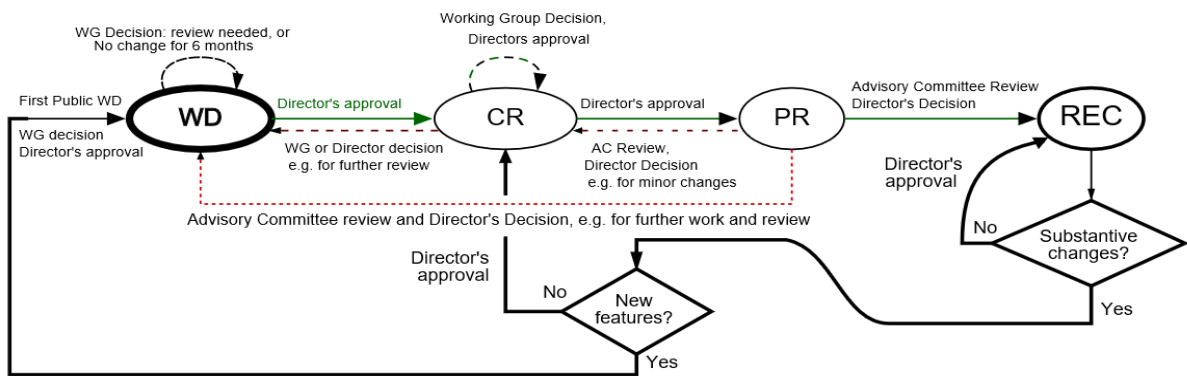 WG Decision: review needed, or
No change for 6 months
Working Group Decision,
Directors approval
First Public WD
WD
Director's approval
CR
Director's approval
PR
Advisory Committee Review
Director's Decision
REC
WG decision
Director's approval
WG or Director decision
e.g. for further review
AC Review,
Director Decision
e.g. for minor changes
Director's
approval
Advisory Committee review and Director's Decision, e.g. for further work and review
No
Substantive
changes?
Director's
approval
No
New
features?
Yes
Yes